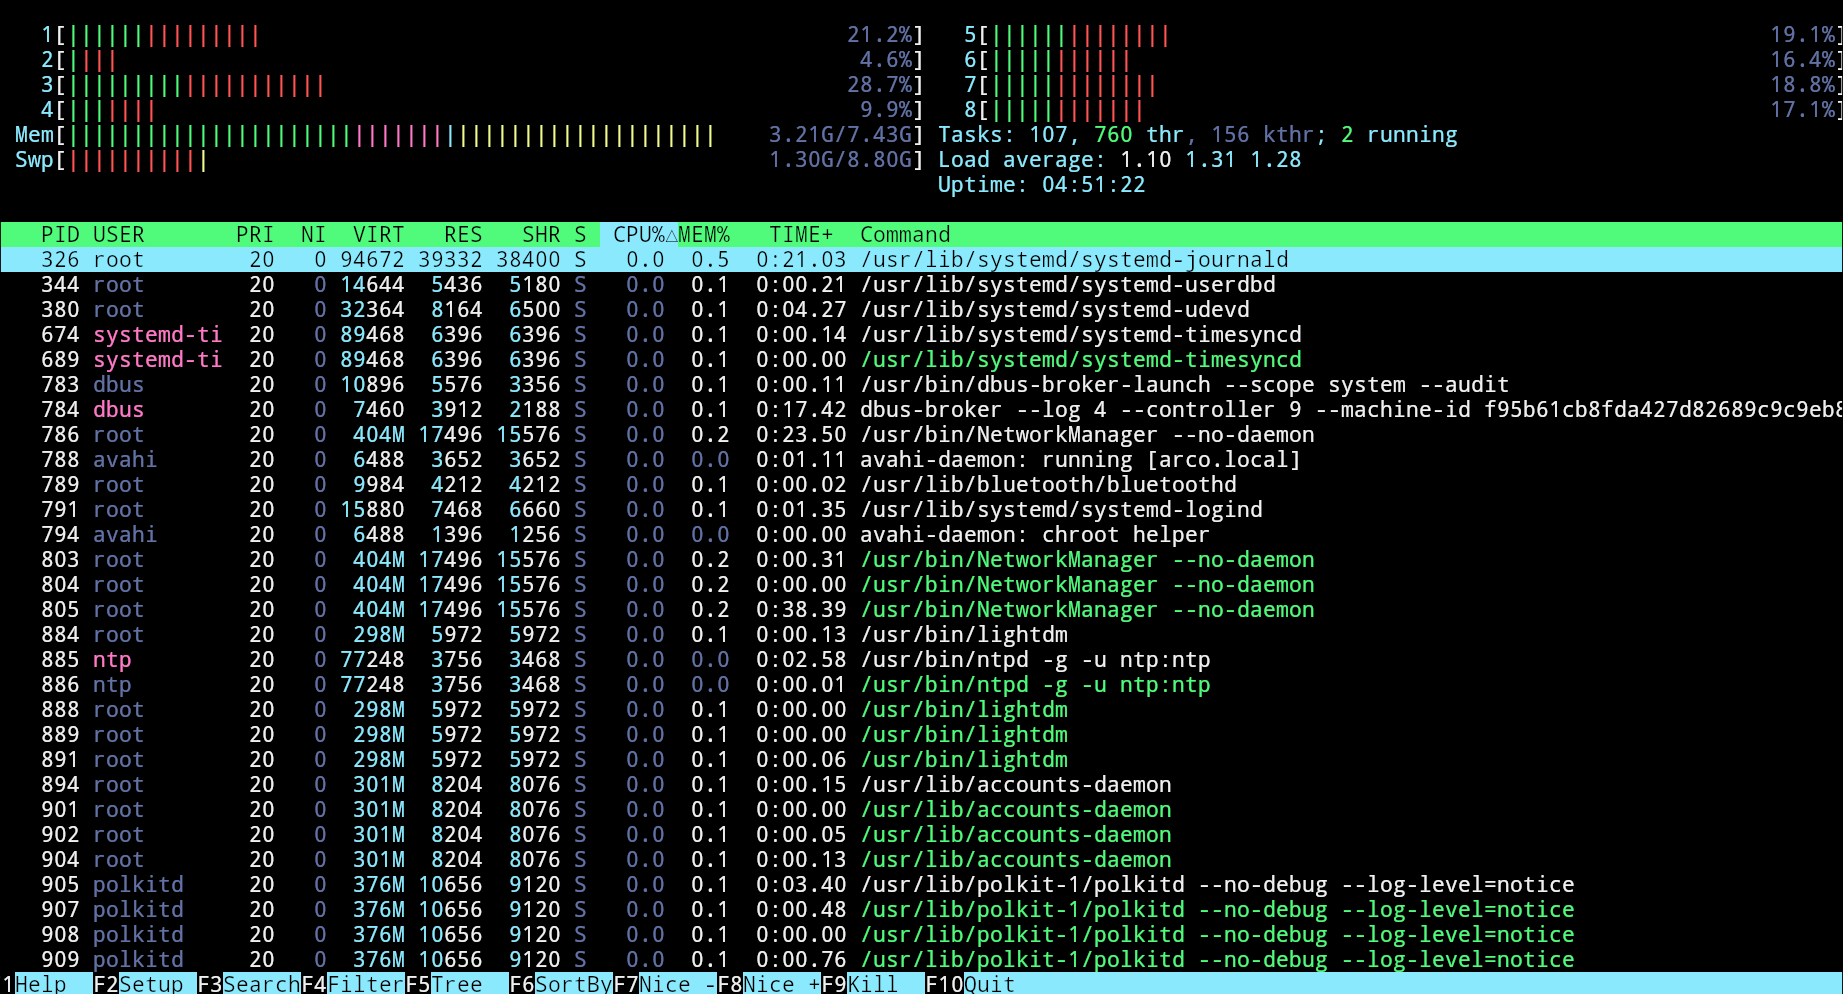 1[||||||||||||||| 21.2%] 5[|||||||||||||| 19.1%]
2[|||| 4.6%] 6[||||||||||| 16.4%]
3[|||||||||||||||||||| 28.7%] 7[||||||||||||| 18.8%]
4[||||||| 9.9%] 8[|||||||||||| 17.1%]
Mem[|||||||||||||||||||||||||||||||||||||||||||||||||| 3.21G/7.43G] Tasks: 107, 760 thr, 156 kthr; 2 running
Swp[||||||||||| 1.30G/8.80G] Load average: 1.10 1.31 1.28
Uptime: 04:51:22
PID USER PRI NI VIRT RES SHR S CPU%△MEM% TIME+ Command
326 root 20 0 94672 39332 38400 S 0.0 0.5 0:21.03 /usr/lib/systemd/systemd-journald
344 root 20 0 14644 5436 5180 S 0.0 0.1 0:00.21 /usr/lib/systemd/systemd-userdbd
380 root 20 0 32364 8164 6500 S 0.0 0.1 0:04.27 /usr/lib/systemd/systemd-udevd
674 systemd-ti 20 0 89468 6396 6396 S 0.0 0.1 0:00.14 /usr/lib/systemd/systemd-timesyncd
689 systemd-ti 20 0 89468 6396 6396 S 0.0 0.1 0:00.00 /usr/lib/systemd/systemd-timesyncd
783 dbus 20 0 10896 5576 3356 S 0.0 0.1 0:00.11 /usr/bin/dbus-broker-launch --scope system --audit
784 dbus 20 0 7460 3912 2188 S 0.0 0.1 0:17.42 dbus-broker --log 4 --controller 9 --machine-id f95b61cb8fda427d82689c9c9eb8
786 root 20 0 404M 17496 15576 S 0.0 0.2 0:23.50 /usr/bin/NetworkManager --no-daemon
788 avahi 20 0 6488 3652 3652 S 0.0 0.0 0:01.11 avahi-daemon: running [arco.local]
789 root 20 0 9984 4212 4212 S 0.0 0.1 0:00.02 /usr/lib/bluetooth/bluetoothd
791 root 20 0 15880 7468 6660 S 0.0 0.1 0:01.35 /usr/lib/systemd/systemd-logind
794 avahi 20 0 6488 1396 1256 S 0.0 0.0 0:00.00 avahi-daemon: chroot helper
803 root 20 0 404M 17496 15576 S 0.0 0.2 0:00.31 /usr/bin/NetworkManager --no-daemon
804 root 20 0 404M 17496 15576 S 0.0 0.2 0:00.00 /usr/bin/NetworkManager --no-daemon
805 root 20 0 404M 17496 15576 S 0.0 0.2 0:38.39 /usr/bin/NetworkManager --no-daemon
884 root 20 0 298M 5972 5972 S 0.0 0.1 0:00.13 /usr/bin/lightdm
885 ntp 20 0 77248 3756 3468 S 0.0 0.0 0:02.58 /usr/bin/ntpd -g -u ntp:ntp
886 ntp 20 0 77248 3756 3468 S 0.0 0.0 0:00.01 /usr/bin/ntpd -g -u ntp:ntp
888 root 20 0 298M 5972 5972 S 0.0 0.1 0:00.00 /usr/bin/lightdm
889 root 20 0 298M 5972 5972 S 0.0 0.1 0:00.00 /usr/bin/lightdm
891 root 20 0 298M 5972 5972 S 0.0 0.1 0:00.06 /usr/bin/lightdm
894 root 20 0 301M 8204 8076 S 0.0 0.1 0:00.15 /usr/lib/accounts-daemon
901 root 20 0 301M 8204 8076 S 0.0 0.1 0:00.00 /usr/lib/accounts-daemon
902 root 20 0 301M 8204 8076 S 0.0 0.1 0:00.05 /usr/lib/accounts-daemon
904 root 20 0 301M 8204 8076 S 0.0 0.1 0:00.13 /usr/lib/accounts-daemon
905 polkitd 20 0 376M 10656 9120 S 0.0 0.1 0:03.40 /usr/lib/polkit-1/polkitd --no-debug --log-level=notice
907 polkitd 20 0 376M 10656 9120 S 0.0 0.1 0:00.48 /usr/lib/polkit-1/polkitd --no-debug --log-level=notice
908 polkitd 20 0 376M 10656 9120 S 0.0 0.1 0:00.00 /usr/lib/polkit-1/polkitd --no-debug --log-level=notice
909 polkitd 20 0 376M 10656 9120 S 0.0 0.1 0:00.76 /usr/lib/polkit-1/polkitd --no-debug --log-level=notice
1Help F2Setup F3SearchF4FilterF5Tree F6SortByF7Nice -F8Nice +F9Kill F10Quit